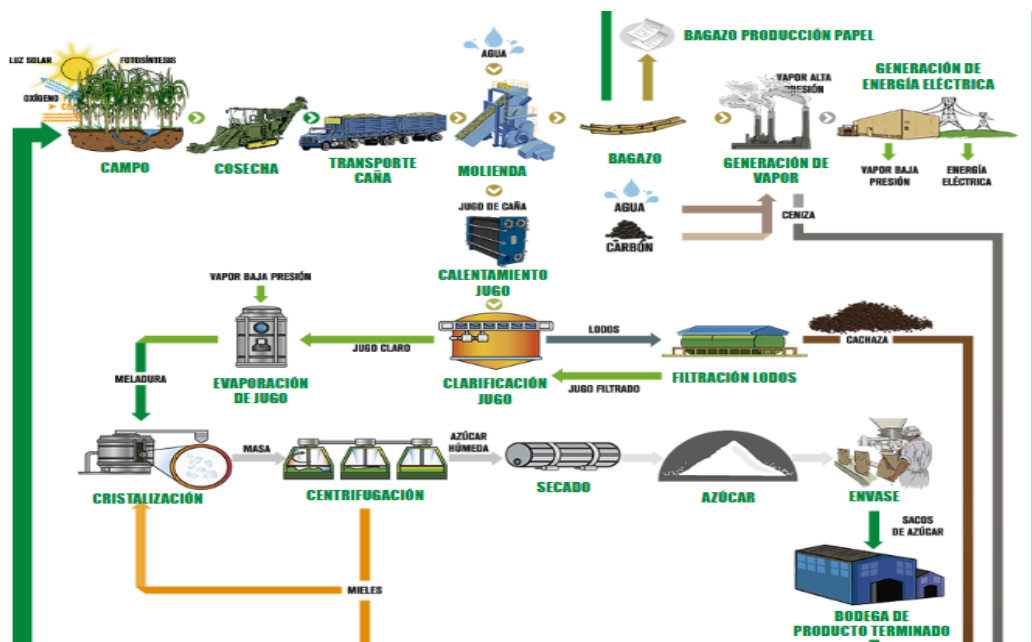 BAGAZO PRODUCCIÓN PAPEL
AGUA
LUZ SOLAR
FOTOSÍNTESIS
OXÍGENO
VAPOR ALTA
PRESIÓN
GENERACIÓN DE
ENERGÍA ELÉCTRICA
CAMPO
COSECHA
TRANSPORTE
CAÑA
MOLIENDA
BAGAZO
GENERACIÓN DE
VAPOR
VAPOR BAJA
PRESIÓN
ENERGÍA
ELÉCTRICA
JUGO DE CAÑA
AGUA
CARBÓN
CENIZA
CALENTAMIENTO
JUGO
VAPOR BAJA PRESIÓN
JUGO CLARO
LODOS
CACHAZA
EVAPORACIÓN
DE JUGO
CLARIFICACIÓN
JUGO
JUGO FILTRADO
FILTRACIÓN LODOS
MELADURA
MASA
AZÚCAR
HÚMEDA
CRISTALIZACIÓN
CENTRIFUGACIÓN
SECADO
AZÚCAR
ENVASE
SACOS
DE AZÚCAR
MIELES
BODEGA DE
PRODUCTO TERMINADO